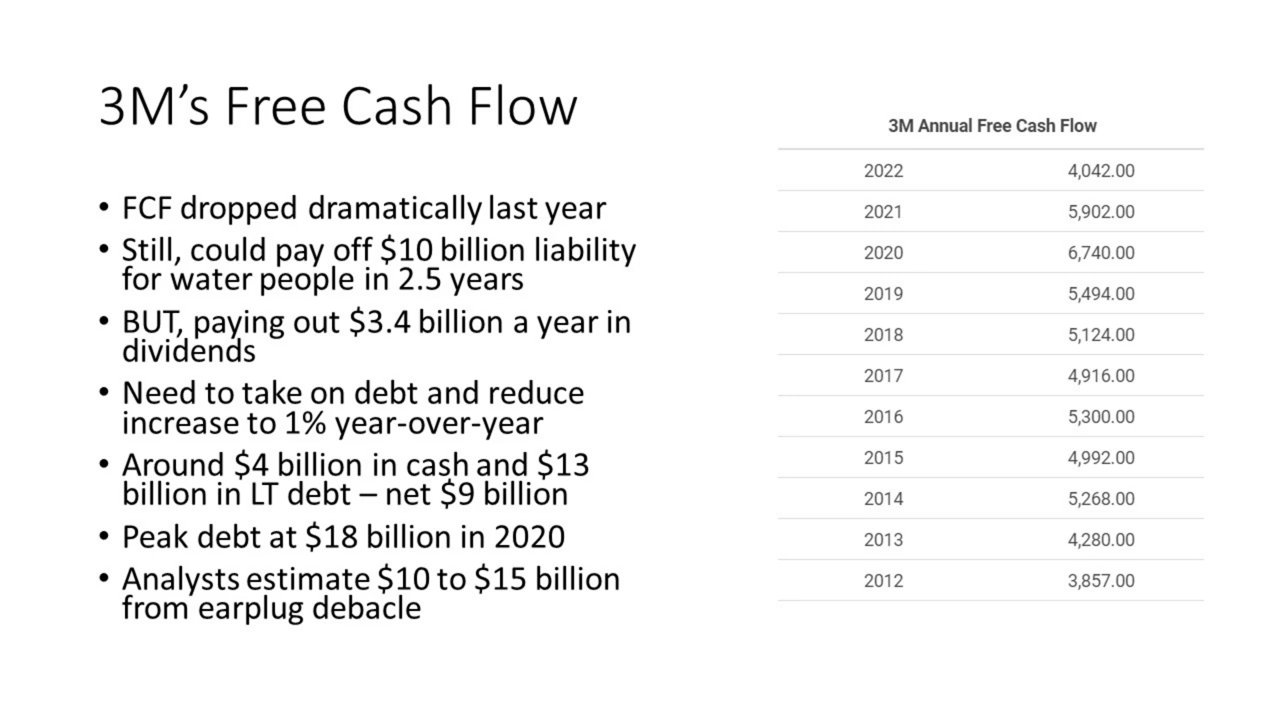 3M’s Free Cash Flow
• FCF dropped dramatically last year
• Still, could pay off $10 billion liability
for water people in 2.5 years
• BUT, paying out $3.4 billion a year in
dividends
• Need to take on debt and reduce
increase to 1% year-over-year
• Around $4 billion in cash and $13
billion in LT debt – net $9 billion
• Peak debt at $18 billion in 2020
• Analysts estimate $10 to $15 billion
from earplug debacle
3M Annual Free Cash Flow
2022 4,042.00
2021 5,902.00
2020 6,740.00
2019 5,494.00
2018 5,124.00
2017 4,916.00
2016 5,300.00
2015 4,992.00
2014 5,268.00
2013 4,280.00
2012 3,857.00